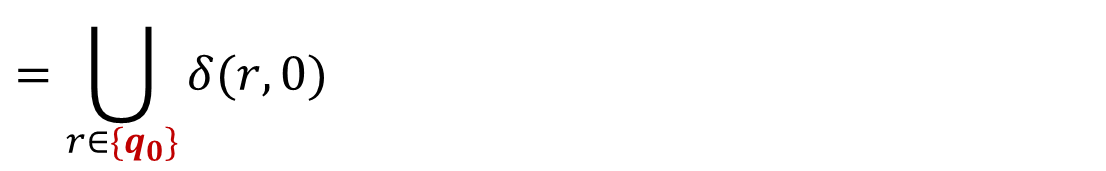 = ⋃ δ(r, 0)
r∈{q₀}